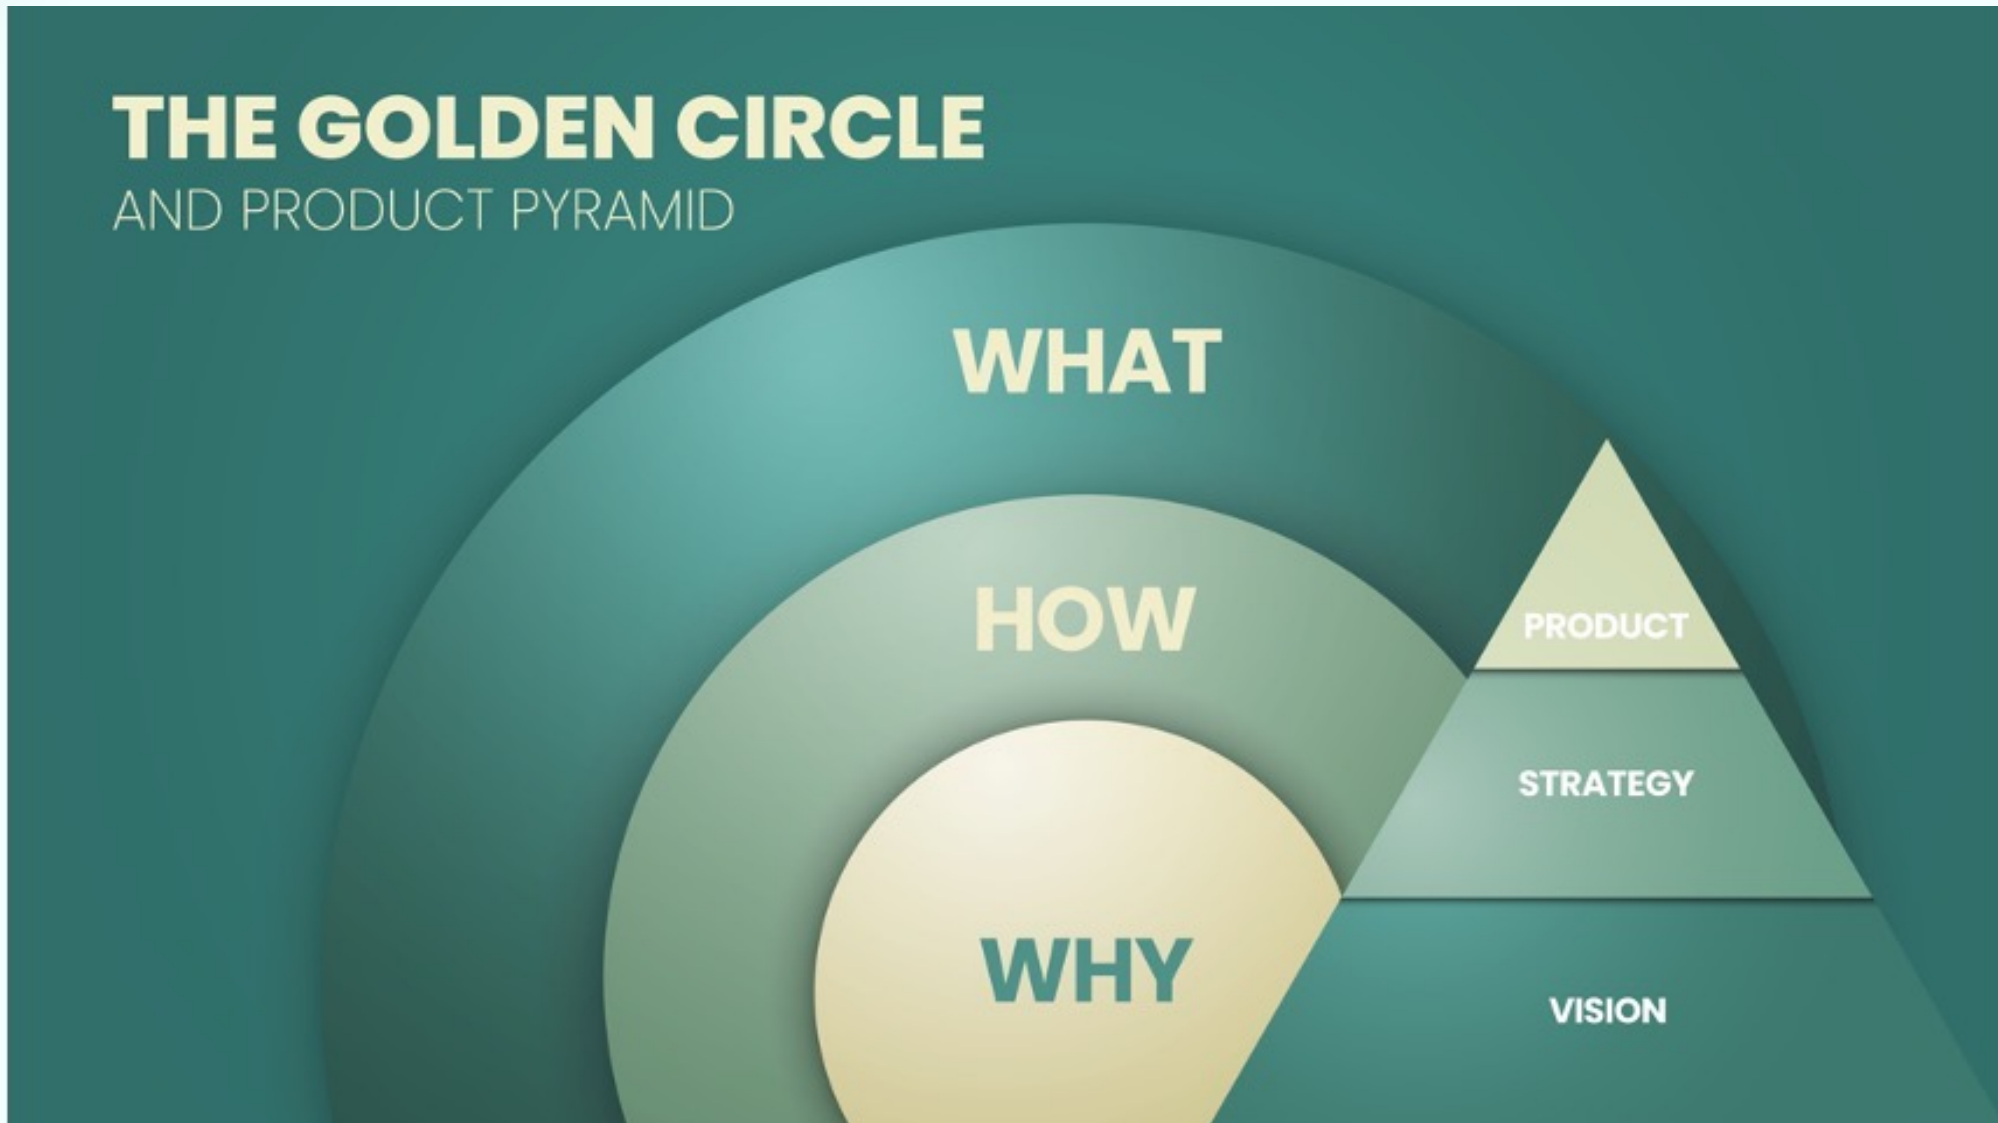 THE GOLDEN CIRCLE
AND PRODUCT PYRAMID
WHAT
HOW
WHY
PRODUCT
STRATEGY
VISION